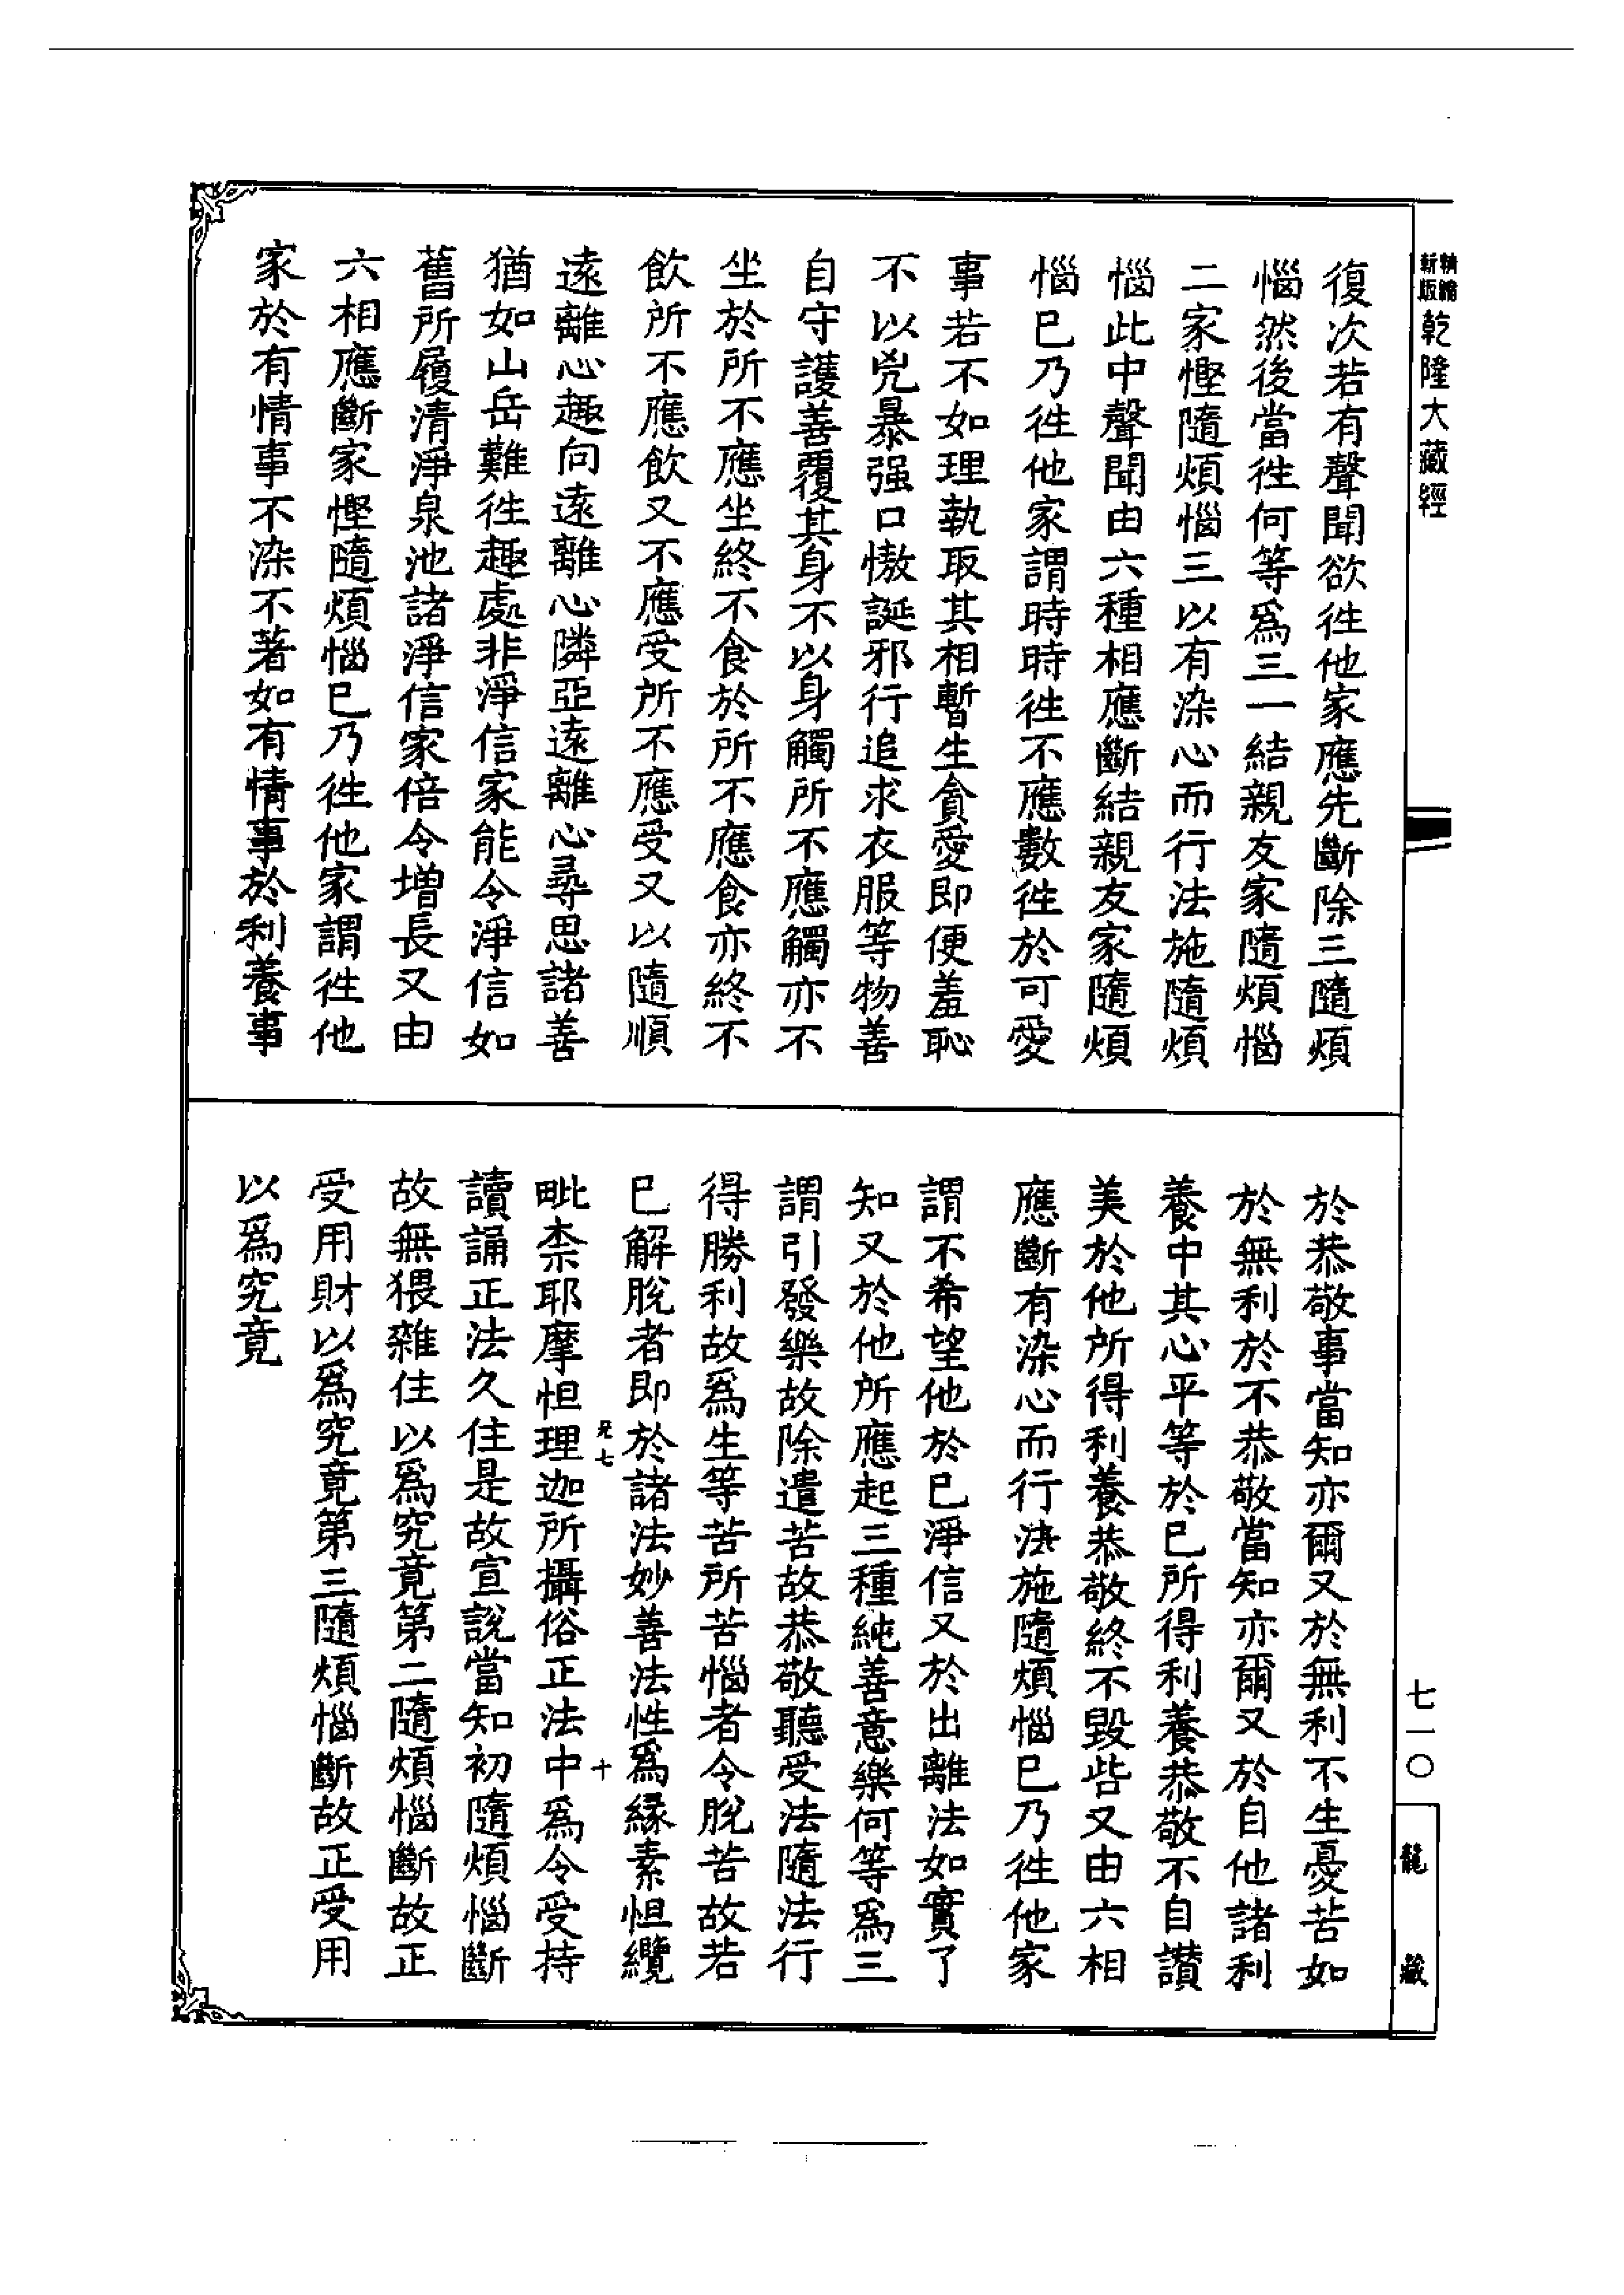 精縮
新版
乾隆大藏經
復次若有聲聞欲徃他家應先斷除三隨煩
惱然後當徃何等爲三一結親友家隨煩惱
二家慳隨煩惱三以有染心而行法施隨煩
惱此中聲聞由六種相應斷結親友家隨煩
惱巳乃徃他家謂時時徃不應數徃於可愛
事若不如理執取其相暫生貪愛即便羞恥
不以兇暴强口憿誕邪行追求衣服等物善
自守護善覆其身不以身觸所不應觸亦不
坐於所不應坐終不食於所不應食亦終不
飲所不應飲又不應受所不應受又以隨順
遠離心趣向遠離心隣亞遠離心尋思諸善
猶如山岳難徃趣處非淨信家能令淨信如
舊所履清淨泉池諸淨信家倍令增長又由
六相應斷家慳隨煩惱巳乃徃他家謂徃他
家於有情事不染不著如有情事於利養事
於恭敬事當知亦爾又於無利不生憂苦如
於無利於不恭敬當知亦爾又於自他諸利
養中其心平等於巳所得利養恭敬不自讃
美於他所得利養恭敬終不毀呰又由六相
應斷有染心而行法施隨煩惱巳乃徃他家
謂不希望他於巳淨信又於出離法如實了
知又於他所應起三種純善意樂何等爲三
謂引發樂故除遣苦故恭敬聽受法隨法行
得勝利故爲生等苦所苦惱者令脫苦故若
巳解脫者即於諸法妙善法性爲緣素怛纜
毗柰耶摩怛理迦所攝俗正法中爲令受持
讀誦正法久住是故宣說當知初隨煩惱斷
故無猥雜住以爲究竟第二隨煩惱斷故正
受用財以爲究竟第三隨煩惱斷故正受用
以爲究竟
七一〇
龍藏
十